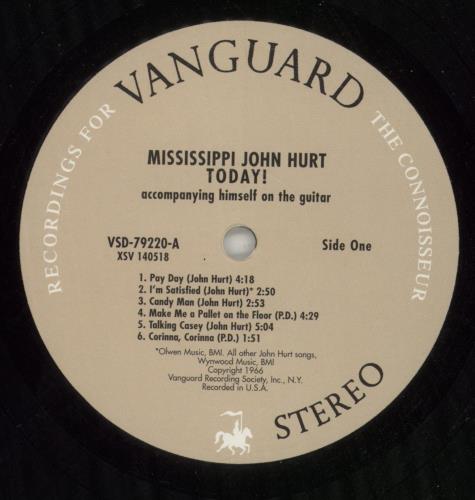 RECORDINGS FOR VANGUARD THE CONNOISSEUR
MISSISSIPPI JOHN HURT
TODAY!
accompanying himself on the guitar
VSD-79220-A
XSV 140518
Side One
1. Pay Day (John Hurt) 4:18
2. I'm Satisfied (John Hurt)* 2:50
3. Candy Man (John Hurt) 2:53
4. Make Me a Pallet on the Floor (P.D.) 4:29
5. Talking Casey (John Hurt) 5:04
6. Corinna, Corinna (P.D.) 1:51
*Olwen Music, BMI. All other John Hurt songs,
Wynwood Music, BMI
Copyright 1966
Vanguard Recording Society, Inc., N.Y.
Recorded in U.S.A.
STEREO